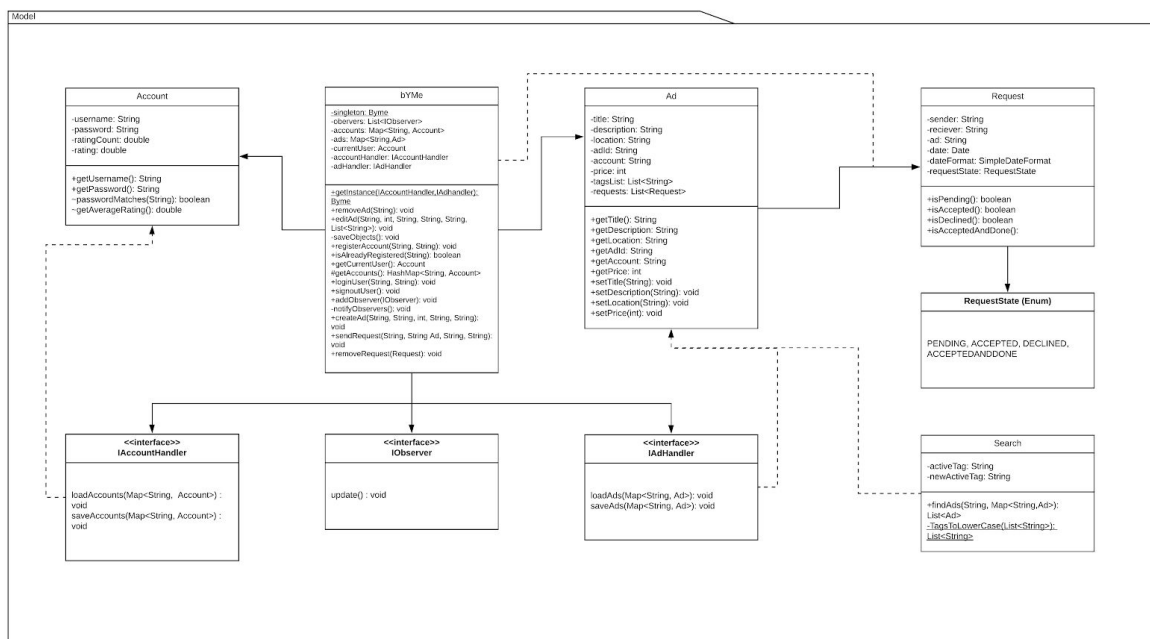 Model
Account
-username: String
-password: String
-ratingCount: double
-rating: double
+getUsername(): String
+getPassword(): String
~passwordMatches(String): boolean
~getAverageRating(): double
bYMe
-singleton: Byme
-obervers: List<IObserver>
-accounts: Map<String, Account>
-ads: Map<String,Ad>
-currentUser: Account
-accountHandler: IAccountHandler
-adHandler: IAdHandler
+getInstance(IAccountHandler,IAdhandler):
Byme
+removeAd(String): void
+editAd(String, int, String, String, String,
List<String>): void
-saveObjects(): void
+registerAccount(String, String): void
+isAlreadyRegistered(String): boolean
+getCurrentUser(): Account
#getAccounts(): HashMap<String, Account>
+loginUser(String, String): void
+signoutUser(): void
+addObserver(IObserver): void
-notifyObservers(): void
+createAd(String, String, int, String, String):
void
+sendRequest(String, String Ad, String, String):
void
+removeRequest(Request): void
Ad
-title: String
-description: String
-location: String
-adId: String
-account: String
-price: int
-tagsList: List<String>
-requests: List<Request>
+getTitle(): String
+getDescription: String
+getLocation: String
+getAdId: String
+getAccount: String
+getPrice: int
+setTitle(String): void
+setDescription(String): void
+setLocation(String): void
+setPrice(int): void
Request
-sender: String
-reciever: String
-ad: String
-date: Date
-dateFormat: SimpleDateFormat
-requestState: RequestState
+isPending(): boolean
+isAccepted(): boolean
+isDeclined(): boolean
+isAcceptedAndDone():
RequestState (Enum)
PENDING, ACCEPTED, DECLINED,
ACCEPTEDANDDONE
<<interface>>
IAccountHandler
loadAccounts(Map<String, Account) :
void
saveAccounts(Map<String, Account>) :
void
<<interface>>
IObserver
update() : void
<<interface>>
IAdHandler
loadAds(Map<String, Ad>): void
saveAds(Map<String, Ad>): void
Search
-activeTag: String
-newActiveTag: String
+findAds(String, Map<String,Ad>):
List<Ad>
-TagsToLowerCase(List<String>):
List<String>